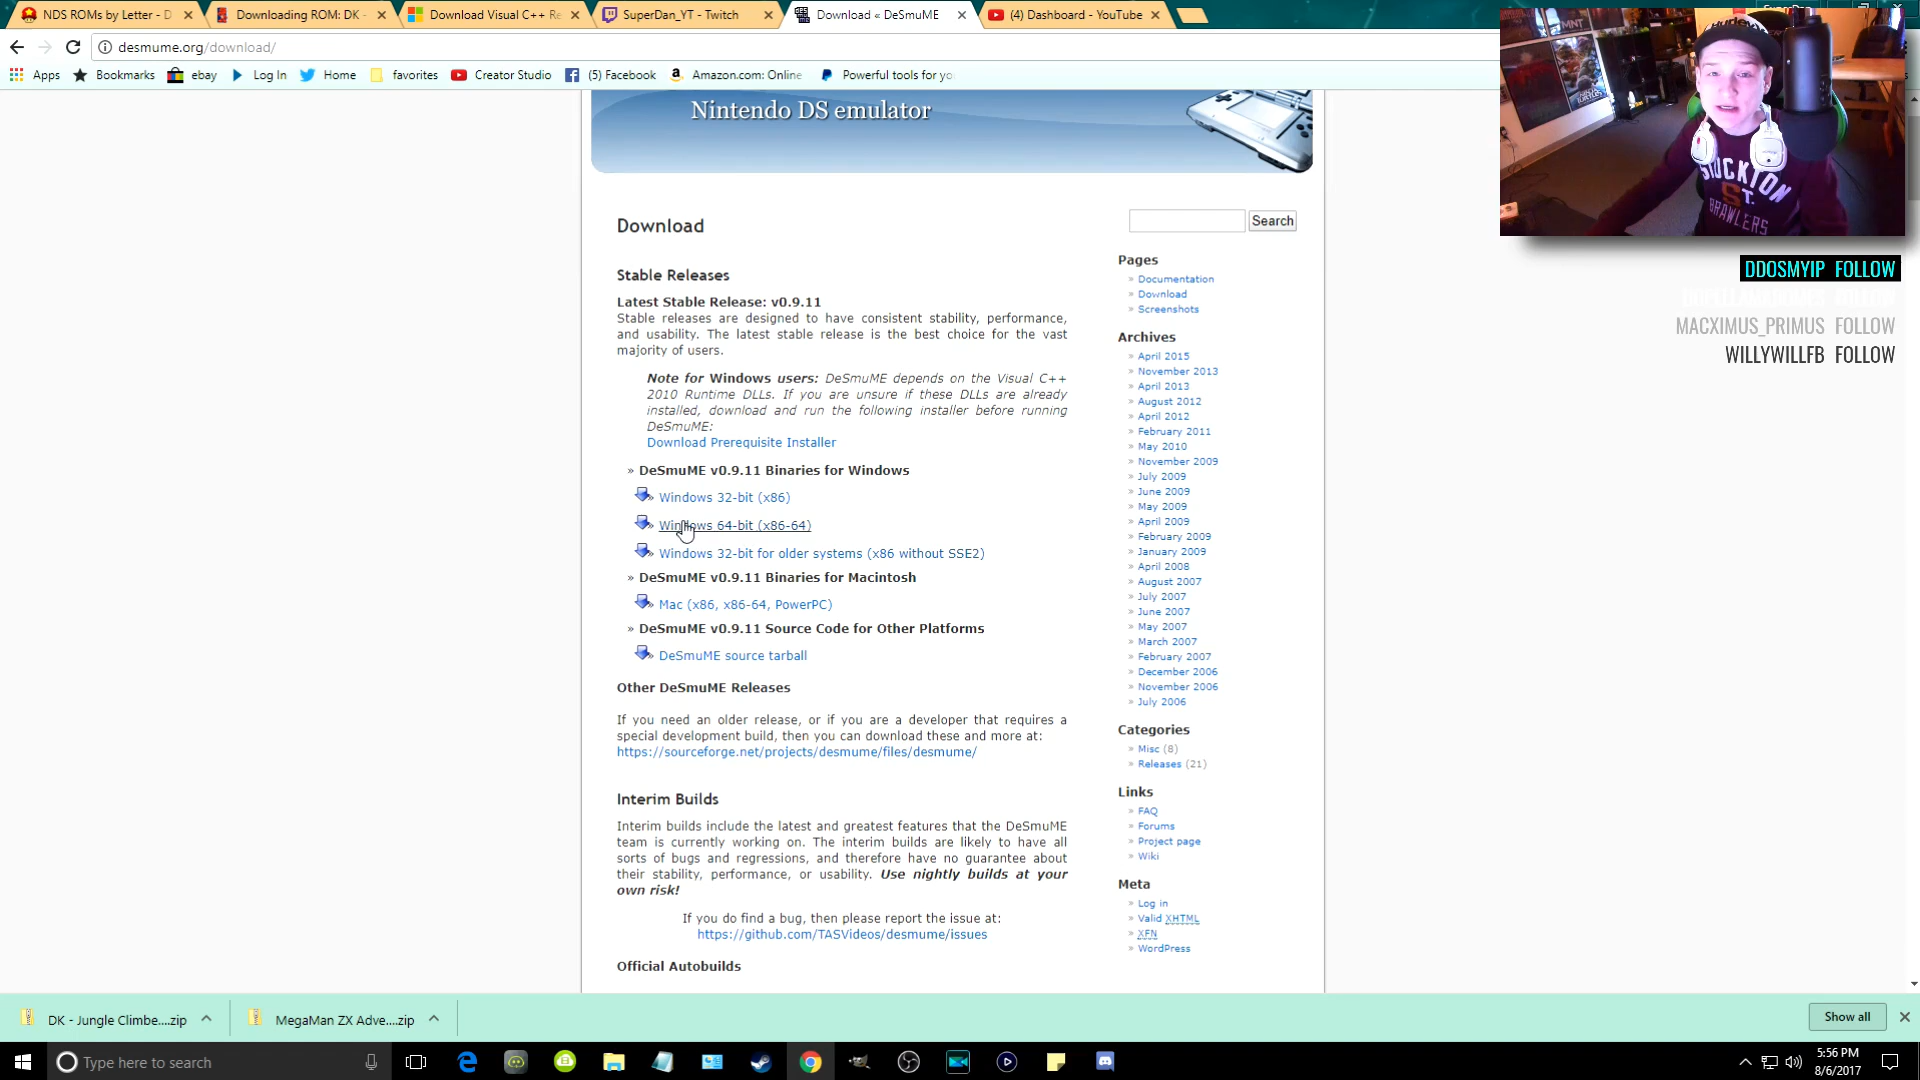 NDS ROMs by Letter - D
Downloading ROM: DK -
Download Visual C++ Re
SuperDan_YT - Twitch
Download « DeSmuME
(4) Dashboard - YouTube
desmume.org/download/
Apps
Bookmarks
ebay
Log In
Home
favorites
Creator Studio
(5) Facebook
Amazon.com: Online
Powerful tools for yo
Nintendo DS emulator
Download
Search
Stable Releases
Latest Stable Release: v0.9.11
Stable releases are designed to have consistent stability, performance,
and usability. The latest stable release is the best choice for the vast
majority of users.
Note for Windows users: DeSmuME depends on the Visual C++
2010 Runtime DLLs. If you are unsure if these DLLs are already
installed, download and run the following installer before running
DeSmuME:
Download Prerequisite Installer
» DeSmuME v0.9.11 Binaries for Windows
» Windows 32-bit (x86)
» Windows 64-bit (x86-64)
» Windows 32-bit for older systems (x86 without SSE2)
» DeSmuME v0.9.11 Binaries for Macintosh
» Mac (x86, x86-64, PowerPC)
» DeSmuME v0.9.11 Source Code for Other Platforms
» DeSmuME source tarball
Other DeSmuME Releases
If you need an older release, or if you are a developer that requires a
special development build, then you can download these and more at:
https://sourceforge.net/projects/desmume/files/desmume/
Interim Builds
Interim builds include the latest and greatest features that the DeSmuME
team is currently working on. The interim builds are likely to have all
sorts of bugs and regressions, and therefore have no guarantee about
their stability, performance, or usability. Use nightly builds at your
own risk!
If you do find a bug, then please report the issue at:
https://github.com/TASVideos/desmume/issues
Official Autobuilds
Pages
» Documentation
» Download
» Screenshots
Archives
» April 2015
» November 2013
» April 2013
» August 2012
» April 2012
» February 2011
» May 2010
» November 2009
» July 2009
» June 2009
» May 2009
» April 2009
» February 2009
» January 2009
» April 2008
» August 2007
» July 2007
» June 2007
» May 2007
» March 2007
» February 2007
» December 2006
» November 2006
» July 2006
Categories
» Misc (8)
» Releases (21)
Links
» FAQ
» Forums
» Project page
» Wiki
Meta
» Log in
» Valid XHTML
» XFN
» WordPress
STOCKTON
ST.
BRAWLERS
DDOSMYIP FOLLOW
MACXIMUS_PRIMUS FOLLOW
WILLYWILLFB FOLLOW
DK - Jungle Climbe....zip
MegaMan ZX Adve....zip
Show all
Type here to search
5:56 PM
8/6/2017